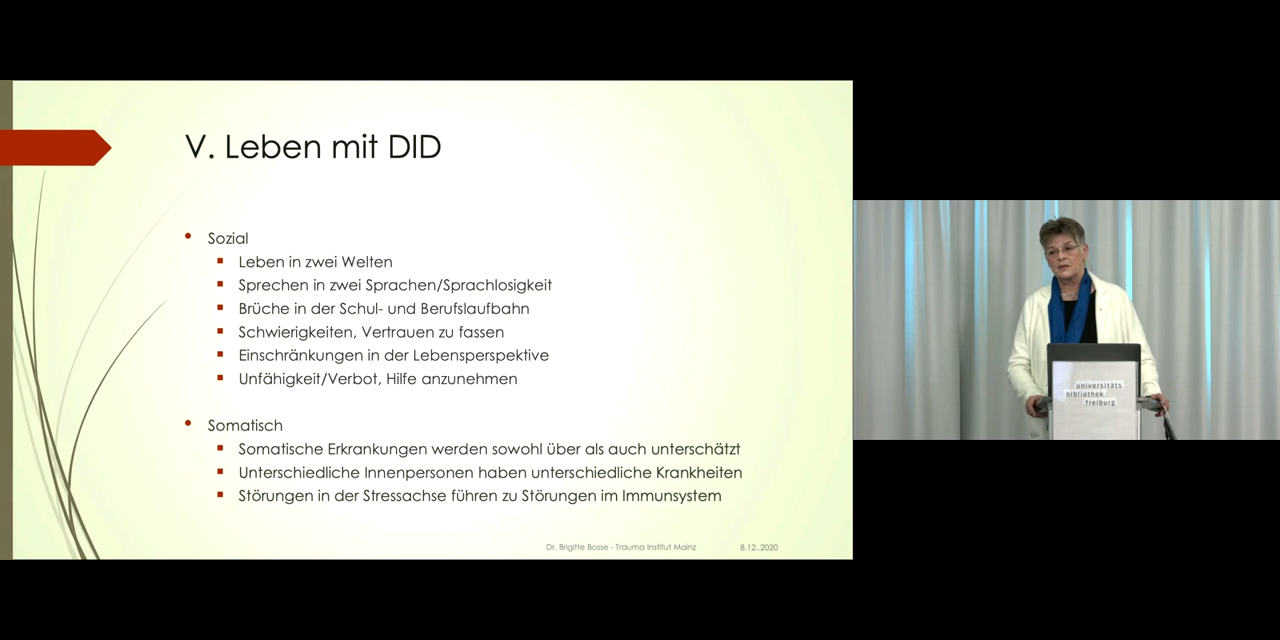 V. Leben mit DID
Sozial
Leben in zwei Welten
Sprechen in zwei Sprachen/Sprachlosigkeit
Brüche in der Schul- und Berufslaufbahn
Schwierigkeiten, Vertrauen zu fassen
Einschränkungen in der Lebensperspektive
Unfähigkeit/Verbot, Hilfe anzunehmen
Somatisch
Somatische Erkrankungen werden sowohl über als auch unterschätzt
Unterschiedliche Innenpersonen haben unterschiedliche Krankheiten
Störungen in der Stressachse führen zu Störungen im Immunsystem
Dr. Brigitte Bosse - Trauma Institut Mainz 8.12..2020
universitäts
bibliothek
freiburg